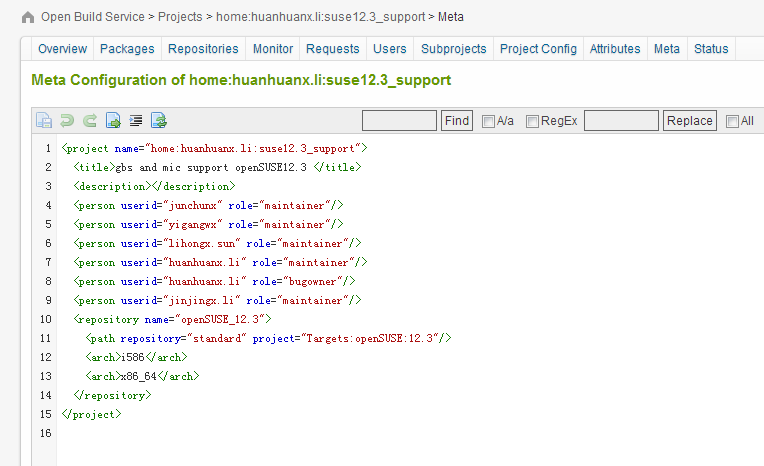 Open Build Service > Projects > home:huanhuanx.li:suse12.3_support > Meta
Overview Packages Repositories Monitor Requests Users Subprojects Project Config Attributes Meta Status
Meta Configuration of home:huanhuanx.li:suse12.3_support
Find A/a RegEx Replace All
1 <project name="home:huanhuanx.li:suse12.3_support">
2 <title>gbs and mic support openSUSE12.3 </title>
3 <description></description>
4 <person userid="junchunx" role="maintainer"/>
5 <person userid="yigangwx" role="maintainer"/>
6 <person userid="lihongx.sun" role="maintainer"/>
7 <person userid="huanhuanx.li" role="maintainer"/>
8 <person userid="huanhuanx.li" role="bugowner"/>
9 <person userid="jinjingx.li" role="maintainer"/>
10 <repository name="openSUSE_12.3">
11 <path repository="standard" project="Targets:openSUSE:12.3"/>
12 <arch>i586</arch>
13 <arch>x86_64</arch>
14 </repository>
15 </project>
16